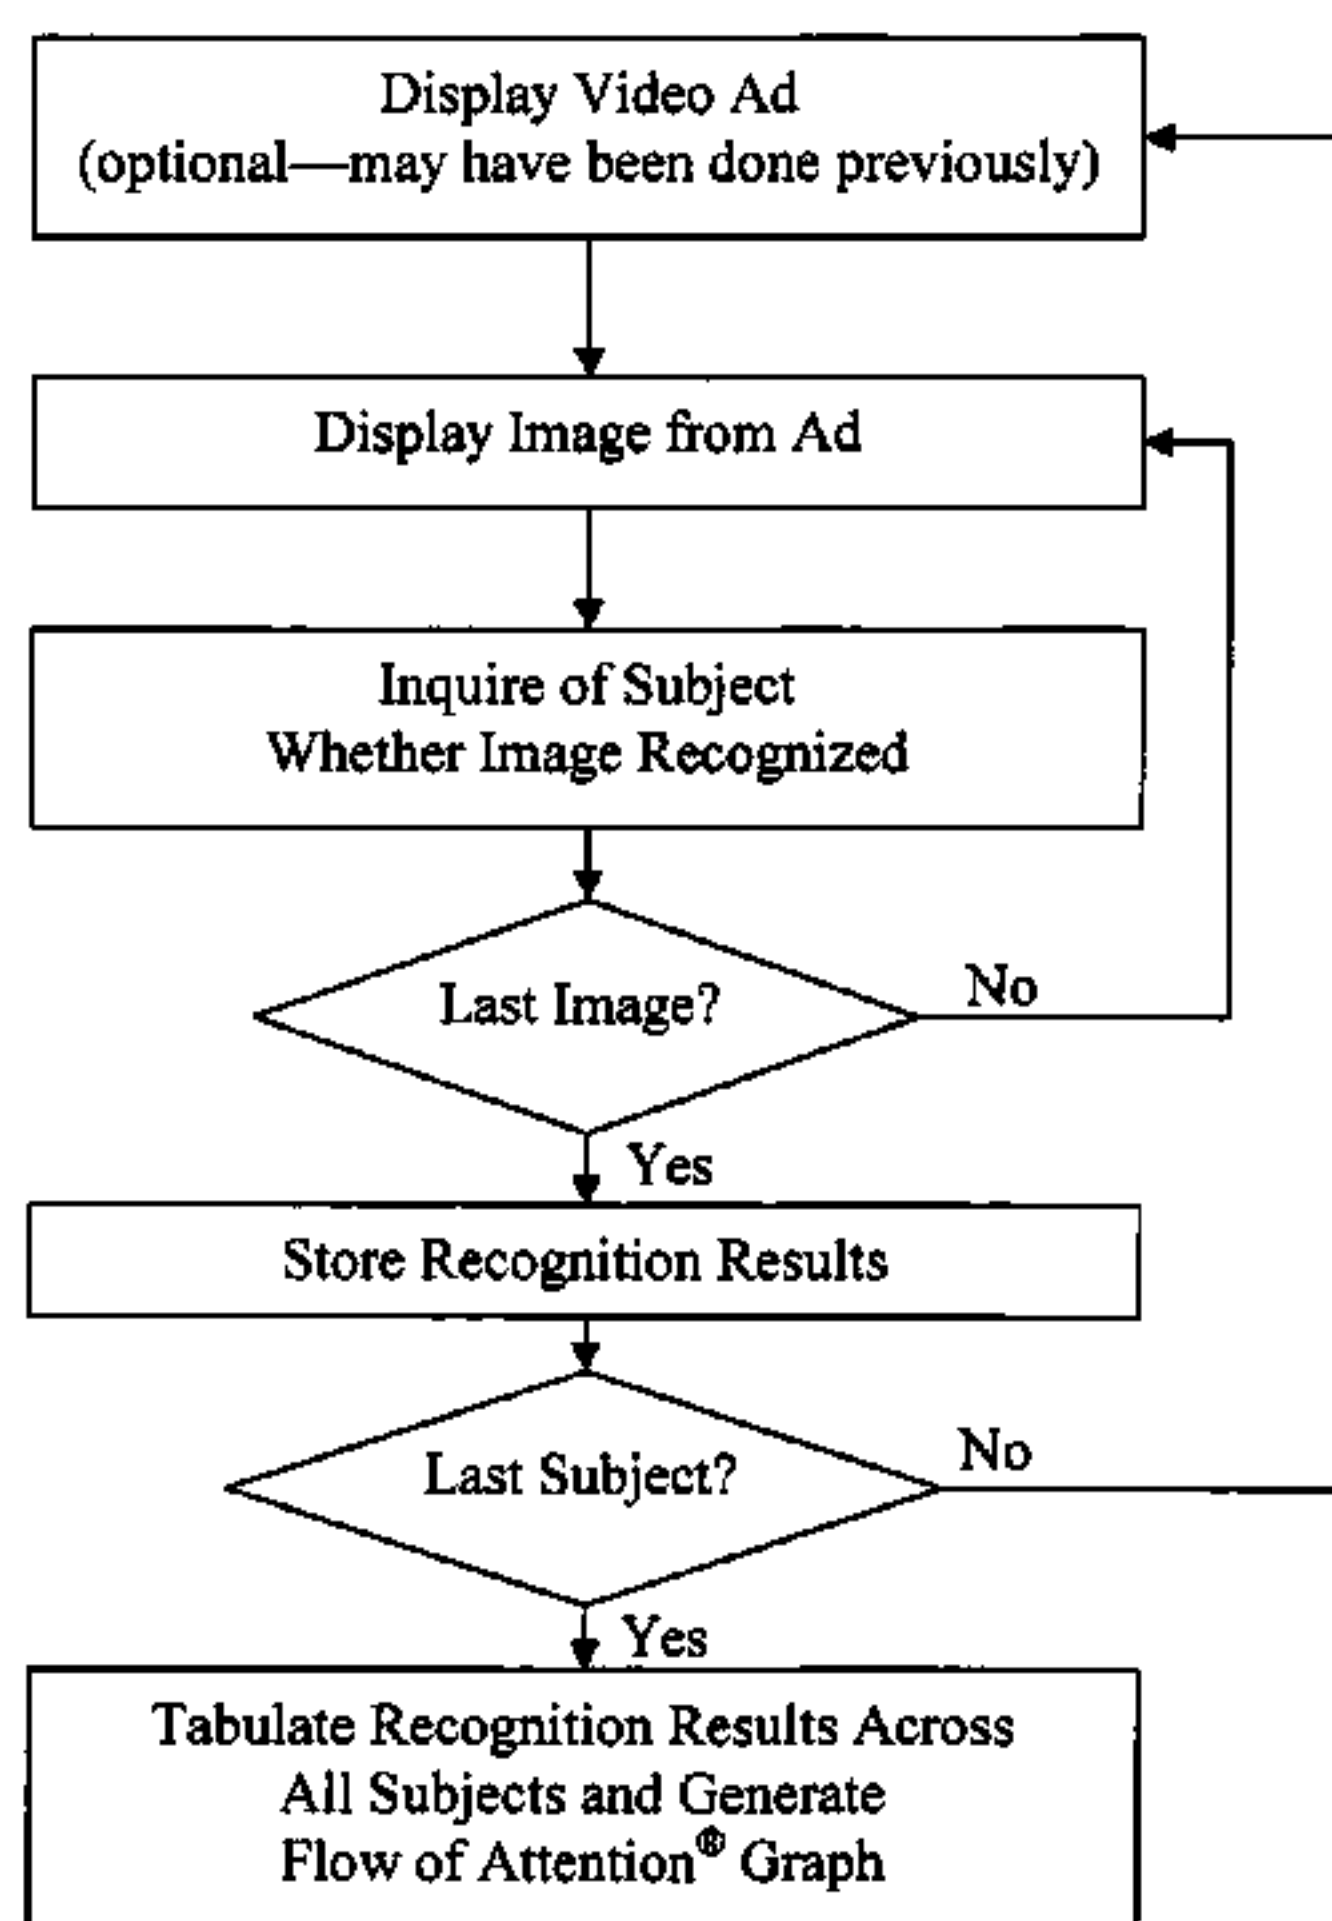 Display Video Ad
(optional—may have been done previously)
Display Image from Ad
Inquire of Subject
Whether Image Recognized
Last Image?
No
Yes
Store Recognition Results
Last Subject?
No
Yes
Tabulate Recognition Results Across
All Subjects and Generate
Flow of Attention® Graph